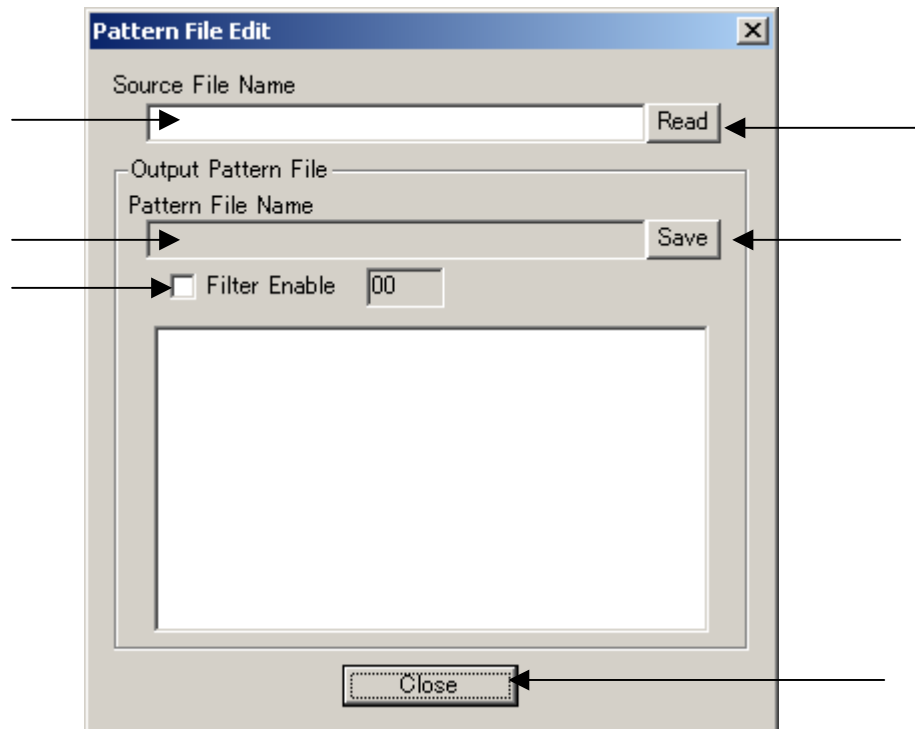 Pattern File Edit
Source File Name
Read
Output Pattern File
Pattern File Name
Save
Filter Enable 00
Close